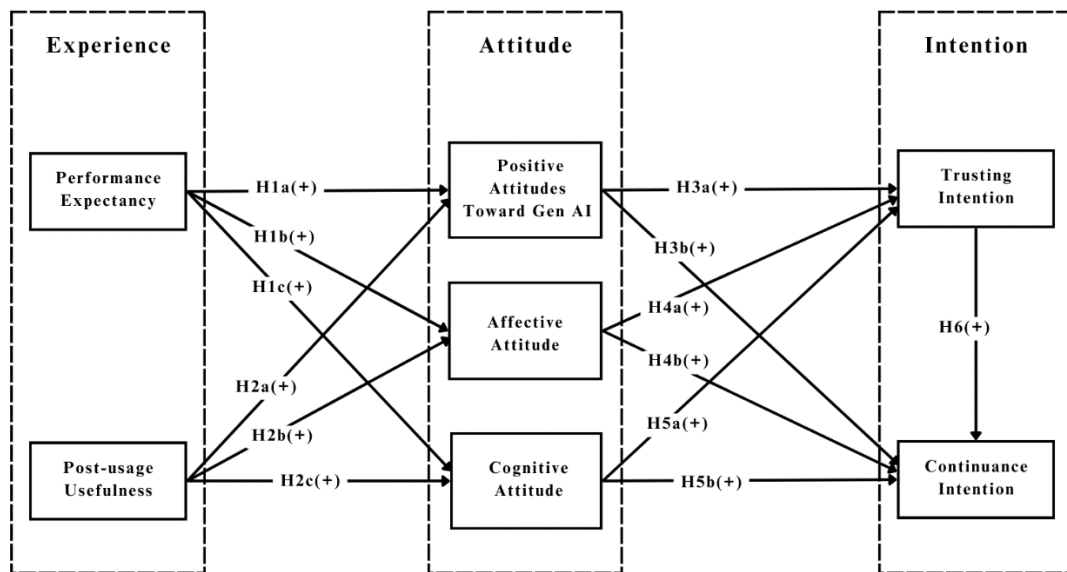 Experience
Attitude
Intention
Performance
Expectancy
Post-usage
Usefulness
H1a(+)
H1b(+)
H1c(+)
H2a(+)
H2b(+)
H2c(+)
Positive
Attitudes
Toward Gen AI
Affective
Attitude
Cognitive
Attitude
H3a(+)
H3b(+)
H4a(+)
H4b(+)
H5a(+)
H5b(+)
Trusting
Intention
H6(+)
Continuance
Intention